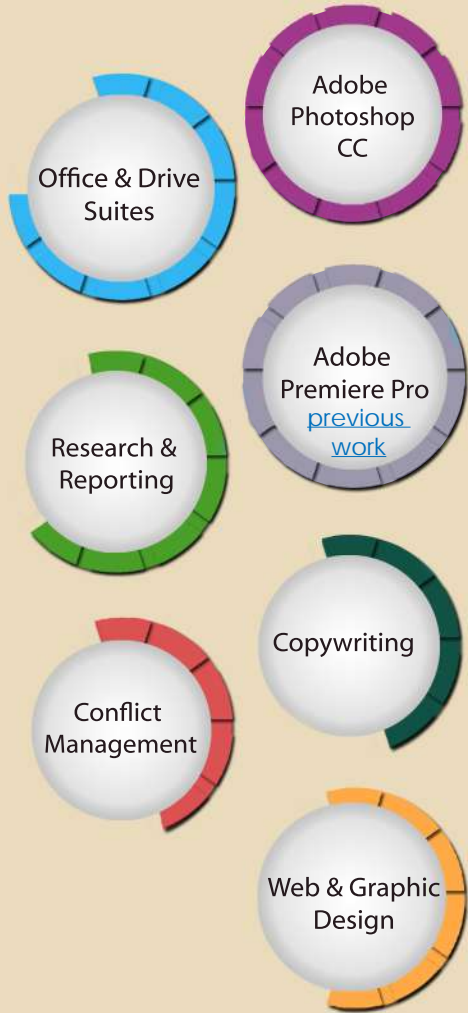 Adobe
Photoshop
CC
Office & Drive
Suites
Adobe
Premiere Pro
previous
work
Research &
Reporting
Copywriting
Conflict
Management
Web & Graphic
Design